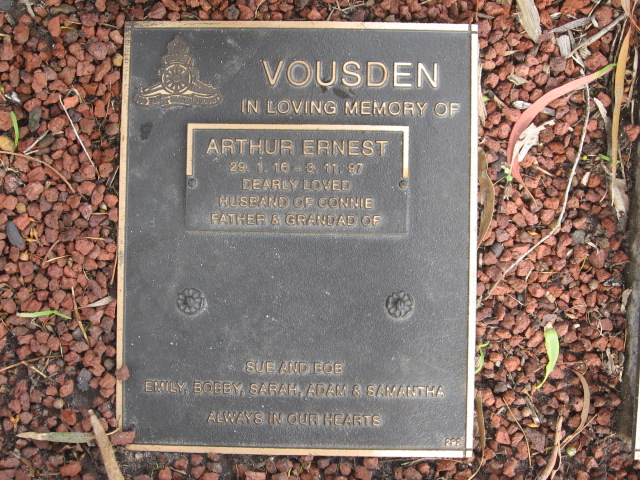 VOUSDEN
IN LOVING MEMORY OF
ARTHUR ERNEST
29. 1. 16 - 3. 11. 97
DEARLY LOVED
HUSBAND OF CONNIE
FATHER & GRANDAD OF
SUE AND BOB
EMILY, BOBBY, SARAH, ADAM & SAMANTHA
ALWAYS IN OUR HEARTS